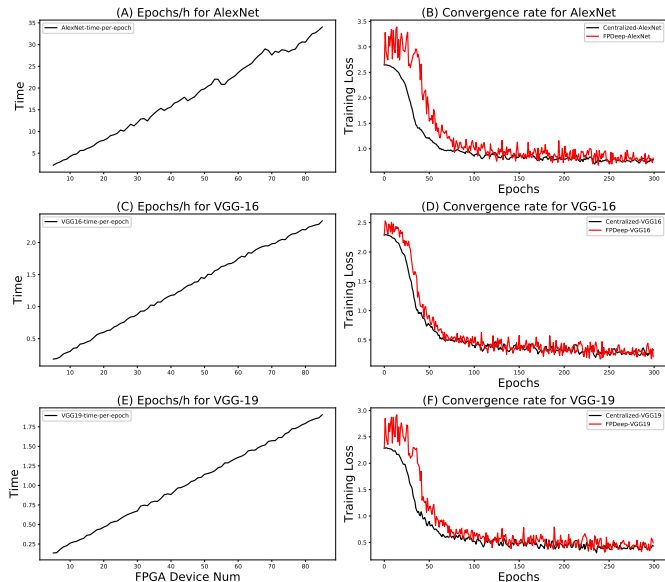 (A) Epochs/h for AlexNet
AlexNet-time-per-epoch
Time
35
30
25
20
15
10
5
10 20 30 40 50 60 70 80
(B) Convergence rate for AlexNet
Centralized-AlexNet
FPDeep-AlexNet
Training Loss
3.5
3.0
2.5
2.0
1.5
1.0
0 50 100 150 200 250 300
Epochs
(C) Epochs/h for VGG-16
VGG16-time-per-epoch
Time
2.0
1.5
1.0
0.5
10 20 30 40 50 60 70 80
(D) Convergence rate for VGG-16
Centralized-VGG16
FPDeep-VGG16
Training Loss
2.5
2.0
1.5
1.0
0.5
0 50 100 150 200 250 300
Epochs
(E) Epochs/h for VGG-19
VGG19-time-per-epoch
Time
1.75
1.50
1.25
1.00
0.75
0.50
0.25
10 20 30 40 50 60 70 80
FPGA Device Num
(F) Convergence rate for VGG-19
Centralized-VGG19
FPDeep-VGG19
Training Loss
3.0
2.5
2.0
1.5
1.0
0.5
0 50 100 150 200 250 300
Epochs